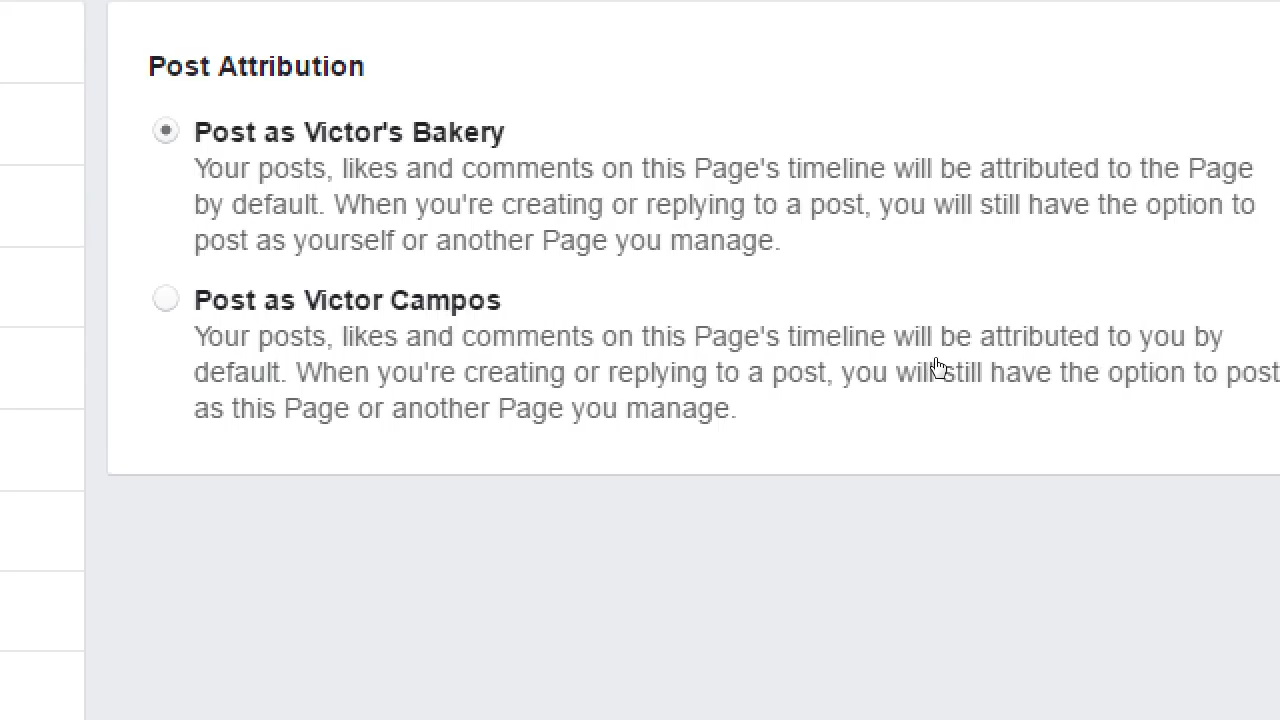 Post Attribution
Post as Victor's Bakery
Your posts, likes and comments on this Page's timeline will be attributed to the Page
by default. When you're creating or replying to a post, you will still have the option to
post as yourself or another Page you manage.
Post as Victor Campos
Your posts, likes and comments on this Page's timeline will be attributed to you by
default. When you're creating or replying to a post, you will still have the option to post
as this Page or another Page you manage.